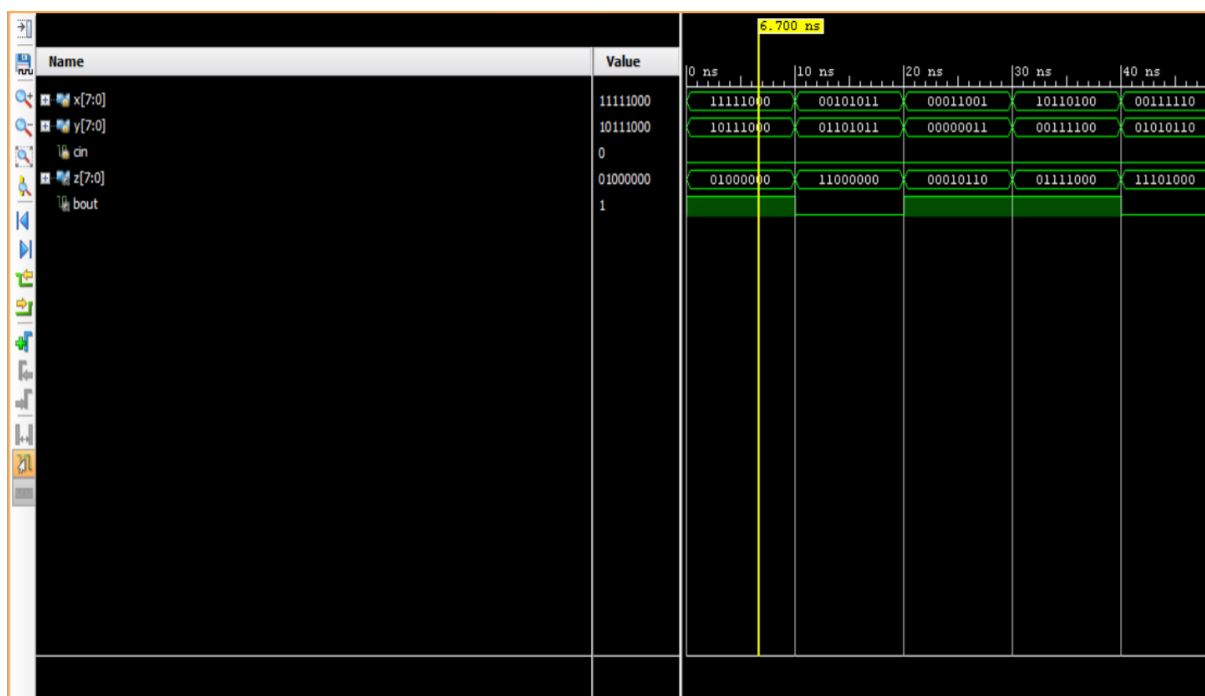 6.700 ns
Name Value
0 ns 10 ns 20 ns 30 ns 40 ns
x[7:0] 11111000 11111000 00101011 00011001 10110100 00111110
y[7:0] 10111000 10111000 01101011 00000011 00111100 01010110
cin 0
z[7:0] 01000000 01000000 11000000 00010110 01111000 11101000
bout 1